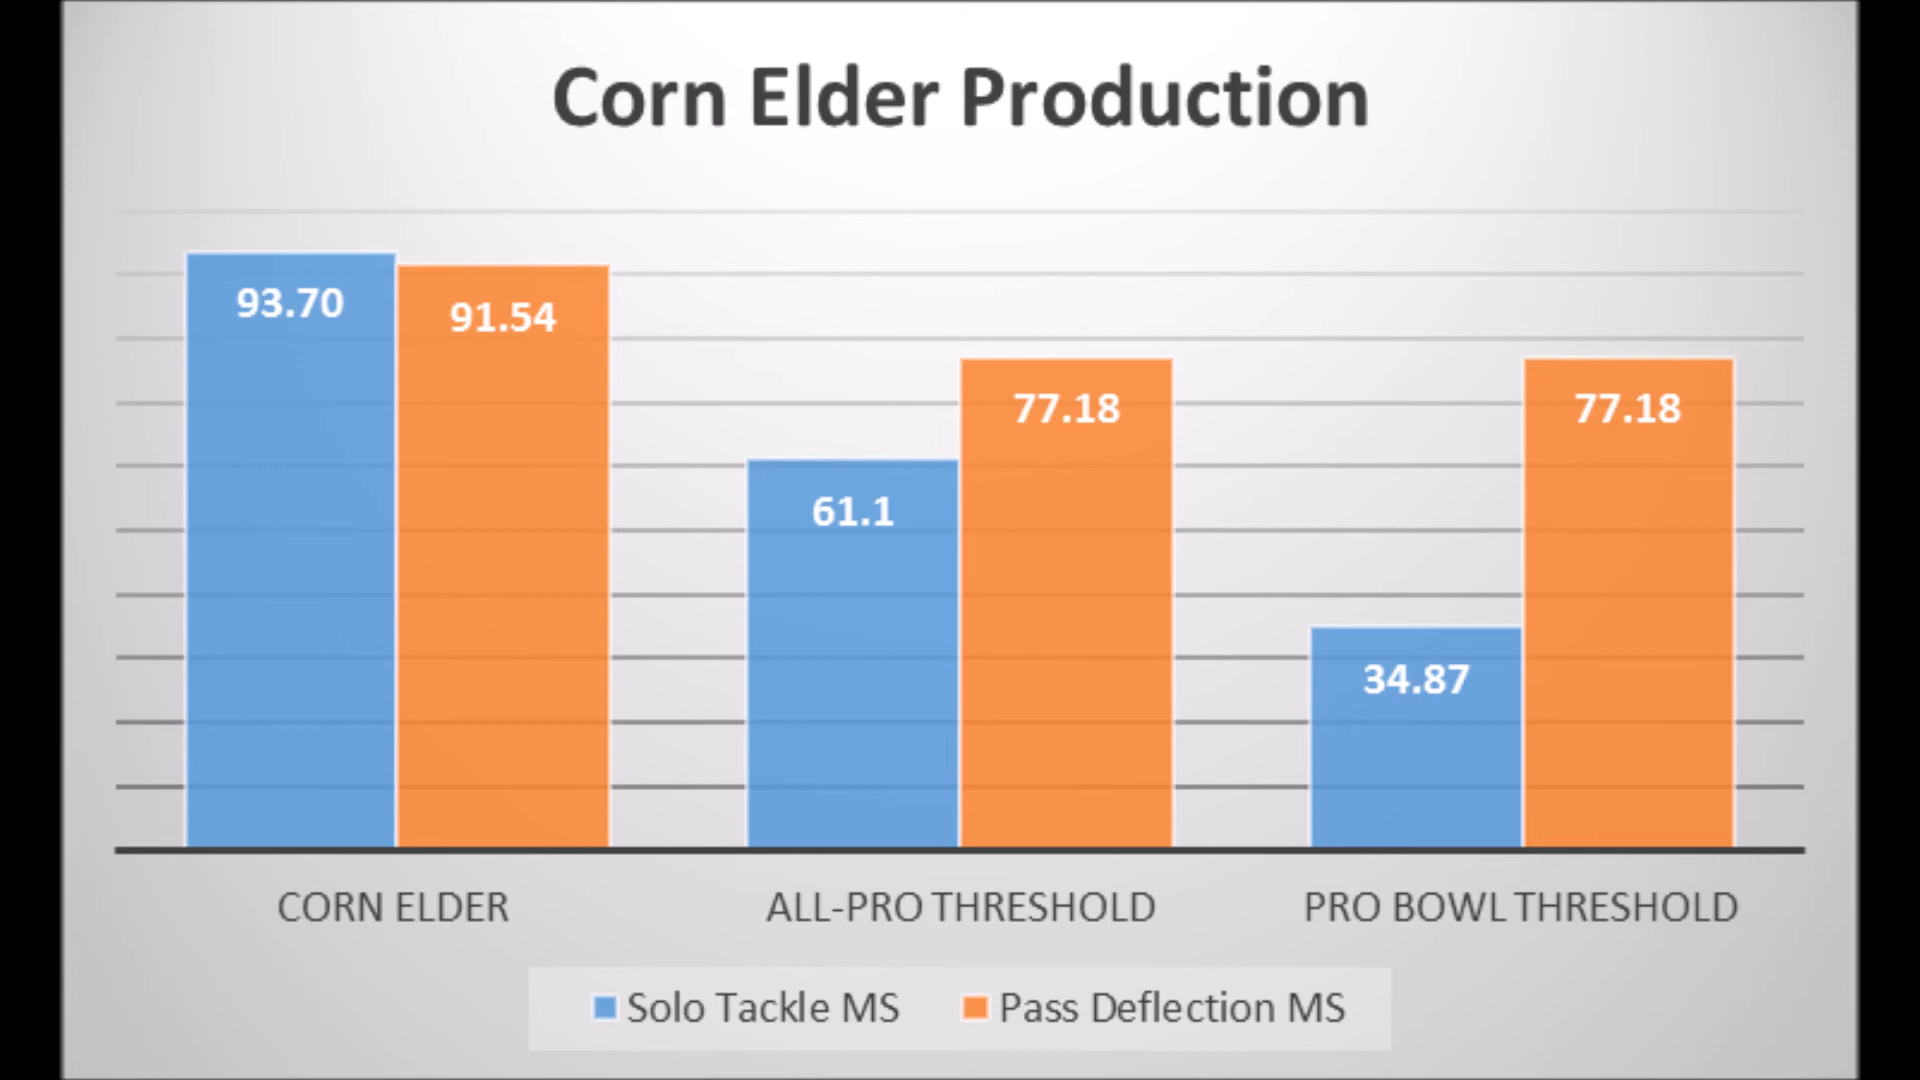 Corn Elder Production
93.70
91.54
61.1
77.18
34.87
77.18
CORN ELDER
ALL-PRO THRESHOLD
PRO BOWL THRESHOLD
Solo Tackle MS
Pass Deflection MS